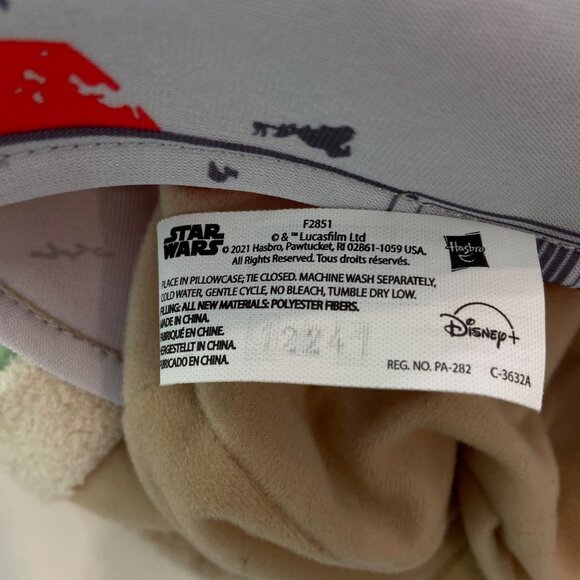 F2851
STAR
WARS
© & ™ Lucasfilm Ltd
© 2021 Hasbro, Pawtucket, RI 02861-1059 USA.
All Rights Reserved. Tous droits réservés.
Hasbro
PLACE IN PILLOWCASE; TIE CLOSED. MACHINE WASH SEPARATELY,
COLD WATER, GENTLE CYCLE, NO BLEACH, TUMBLE DRY LOW.
FILLING: ALL NEW MATERIALS: POLYESTER FIBERS.
MADE IN CHINA.
FABRIQUÉ EN CHINE.
HERGESTELLT IN CHINA.
FABRICADO EN CHINA.
224
Disney+
REG. NO. PA-282 C-3632A